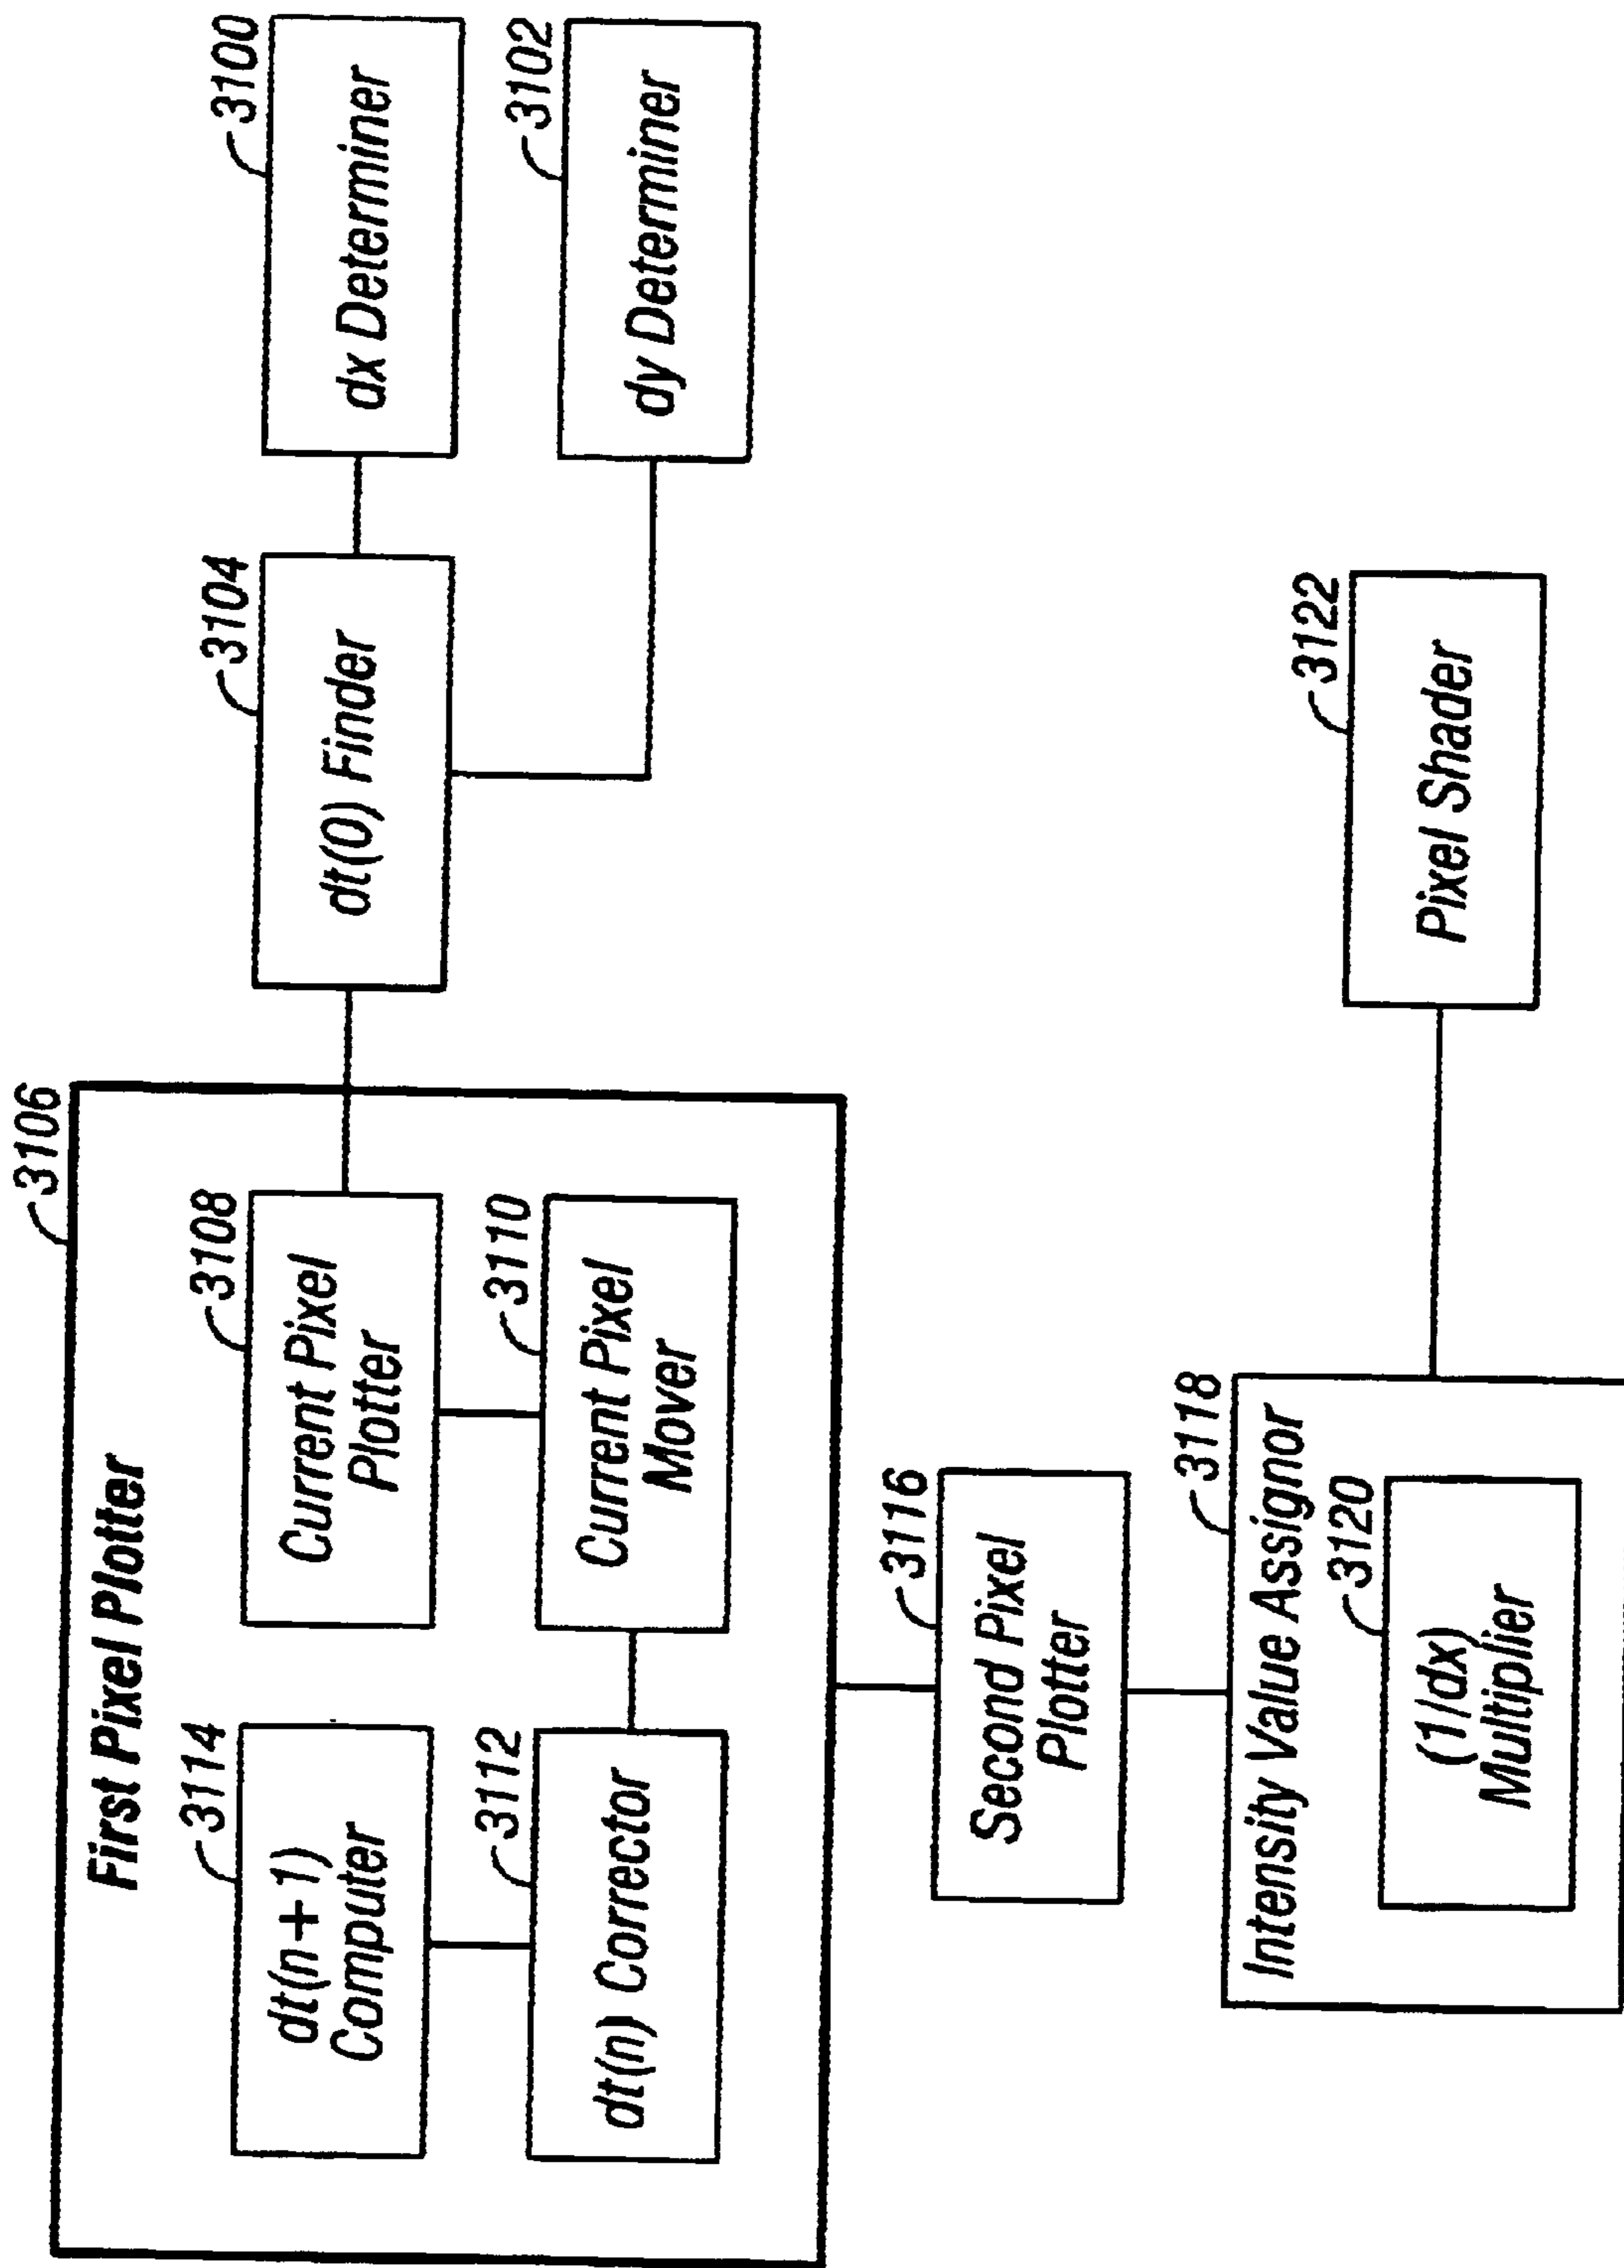 3106
First Pixel Plotter
3114
dt(n + 1)
Computer
3108
Current Pixel
Plotter
3104
dt(0) Finder
3100
dx Determiner
3112
dt(n) Corrector
3110
Current Pixel
Mover
3102
dy Determiner
3116
Second Pixel
Plotter
3118
Intensity Value Assignor
3120
(1/dx)
Multiplier
3122
Pixel Shader